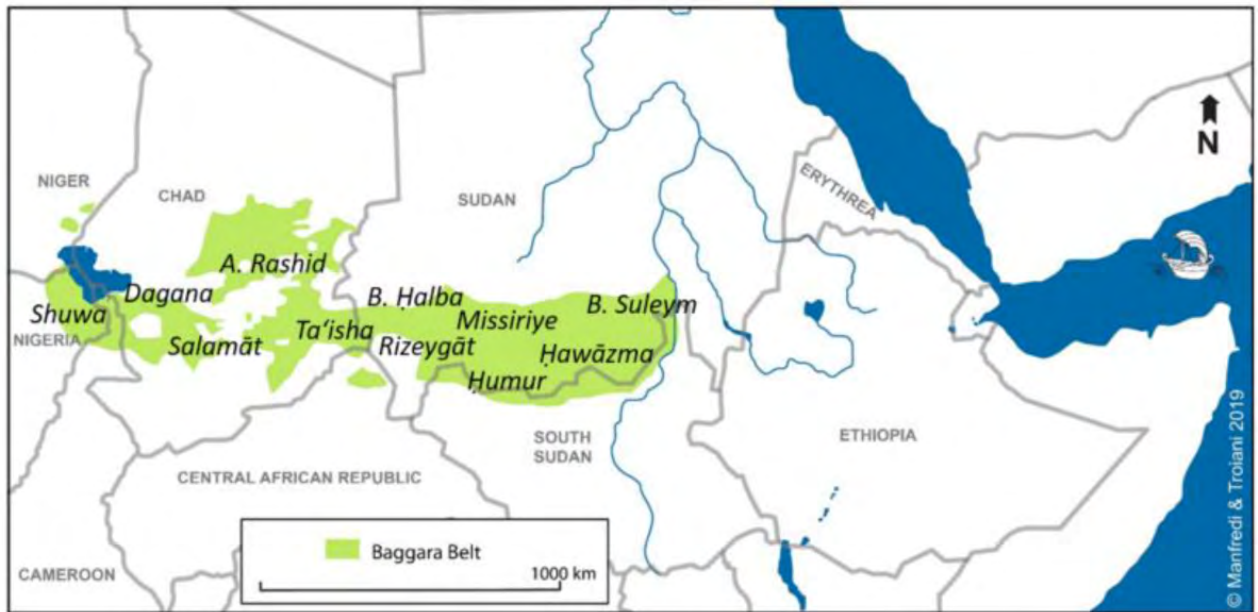 N
ERYTHREA
NIGER
CHAD
SUDAN
A. Rashid
Dagana
B. Ḥalba
B. Suleym
Shuwa
Missiriye
Ta‘isha
NIGERIA
Salamāt
Rizeygāt
Ḥawāzma
Ḥumur
SOUTH
SUDAN
ETHIOPIA
CENTRAL AFRICAN REPUBLIC
Baggara Belt
CAMEROON
1000 km
© Manfredi & Troiani 2019